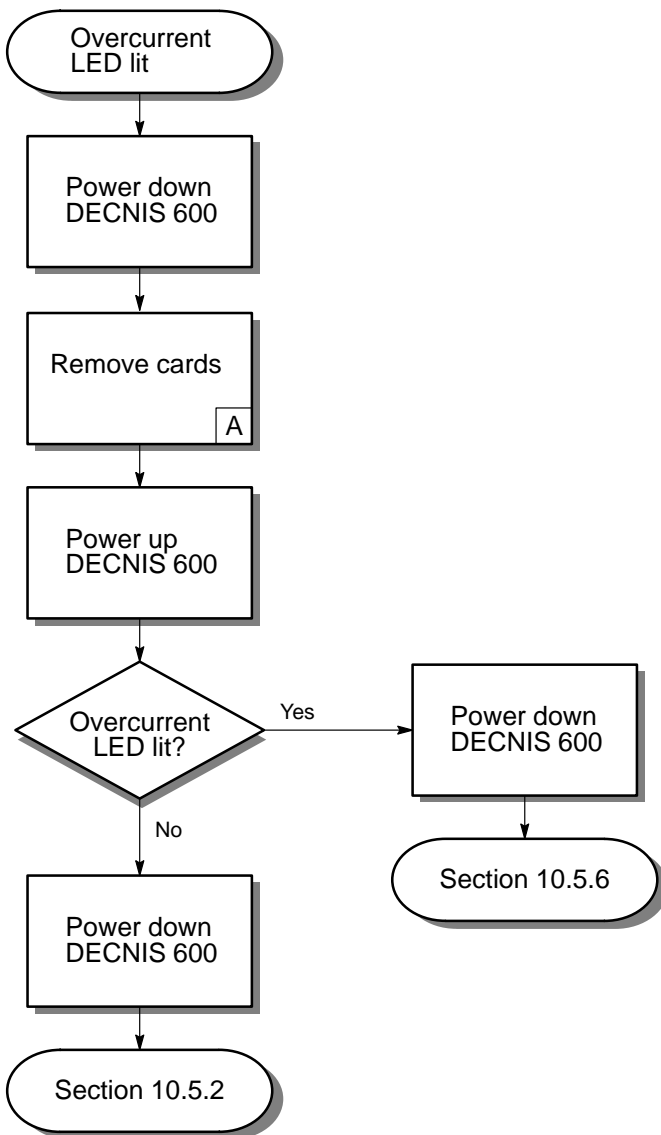 Overcurrent
LED lit
Power down
DECNIS 600
Remove cards
A
Power up
DECNIS 600
Overcurrent
LED lit?
Yes
Power down
DECNIS 600
Section 10.5.6
No
Power down
DECNIS 600
Section 10.5.2